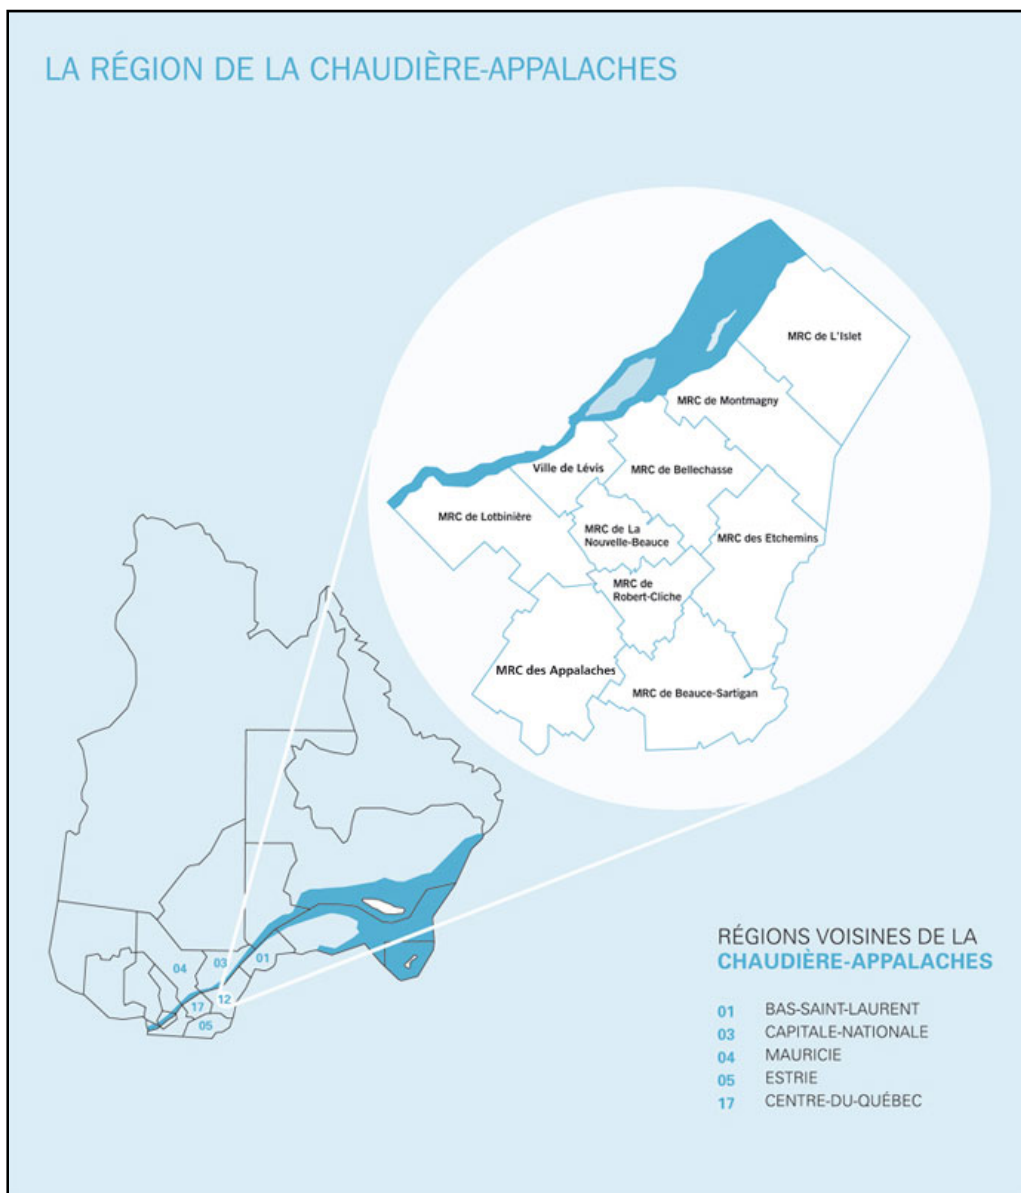 LA RÉGION DE LA CHAUDIÈRE-APPALACHES
MRC de L'Islet
MRC de Montmagny
Ville de Lévis
MRC de Bellechasse
MRC de Lotbinière
MRC de La
Nouvelle-Beauce
MRC des Etchemins
MRC de
Robert-Cliche
MRC des Appalaches
MRC de Beauce-Sartigan
01
03
04
12
17
05
RÉGIONS VOISINES DE LA
CHAUDIÈRE-APPALACHES
01 BAS-SAINT-LAURENT
03 CAPITALE-NATIONALE
04 MAURICIE
05 ESTRIE
17 CENTRE-DU-QUÉBEC